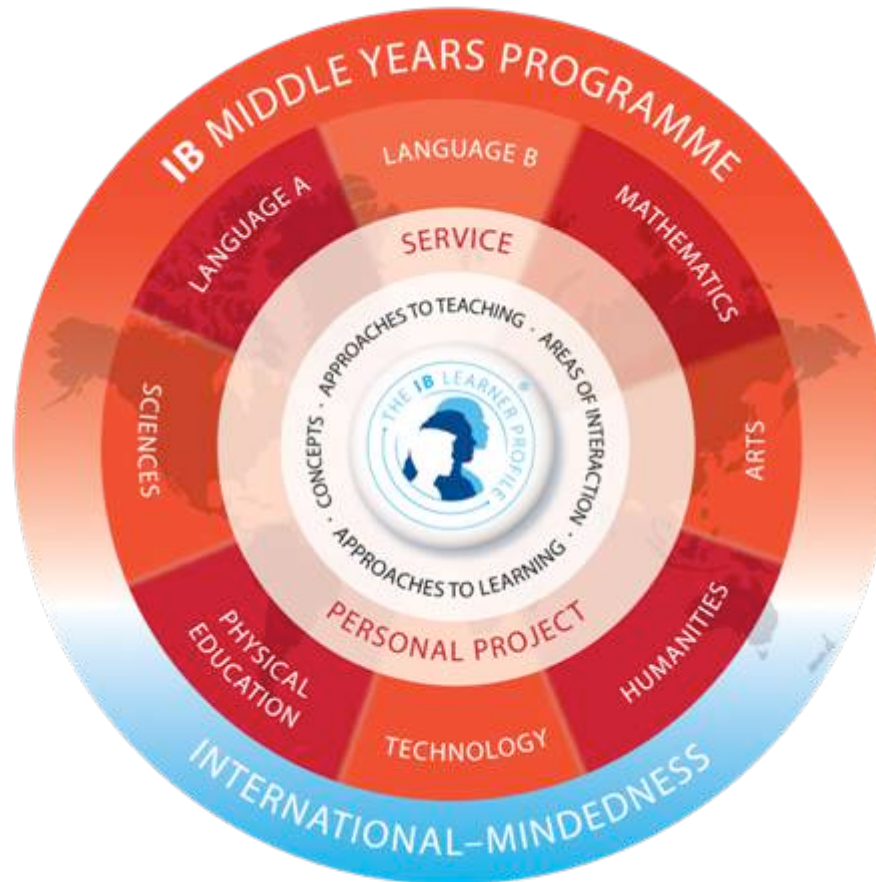 IB MIDDLE YEARS PROGRAMME
LANGUAGE A
LANGUAGE B
MATHEMATICS
SCIENCES
ARTS
PHYSICAL
EDUCATION
TECHNOLOGY
HUMANITIES
SERVICE
PERSONAL PROJECT
CONCEPTS · APPROACHES TO TEACHING · AREAS OF INTERACTION · APPROACHES TO LEARNING ·
THE IB LEARNER PROFILE ®
INTERNATIONAL–MINDEDNESS